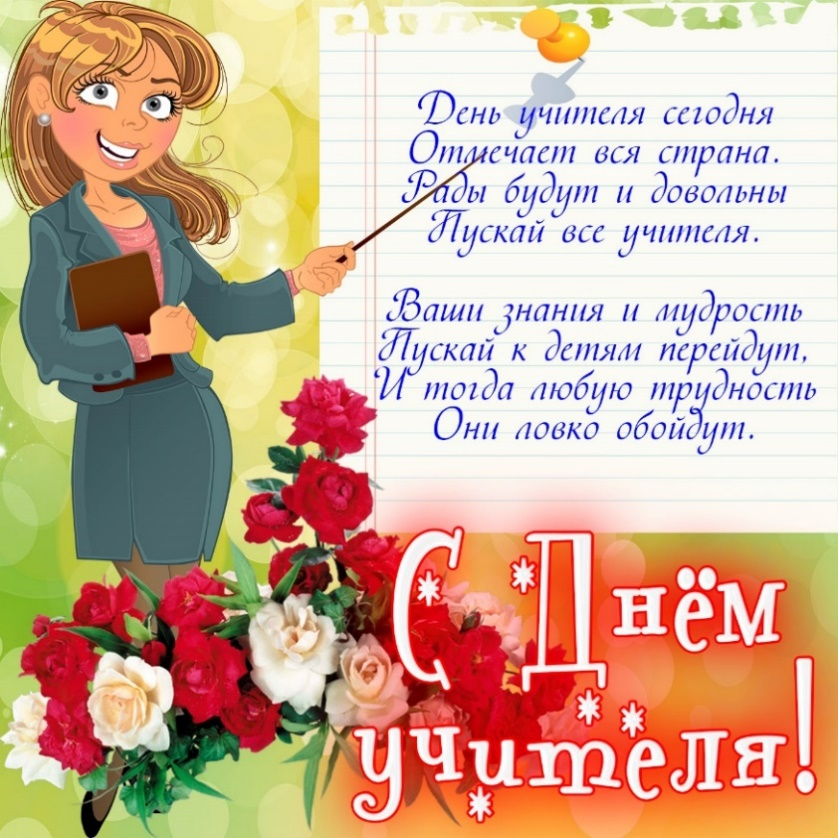 День учителя сегодня
Отмечает вся страна.
Рады будут и довольны
Пускай все учителя.
Ваши знания и мудрость
Пускай к детям перейдут,
И тогда любую трудность
Они ловко обойдут.
С Днём
учителя!